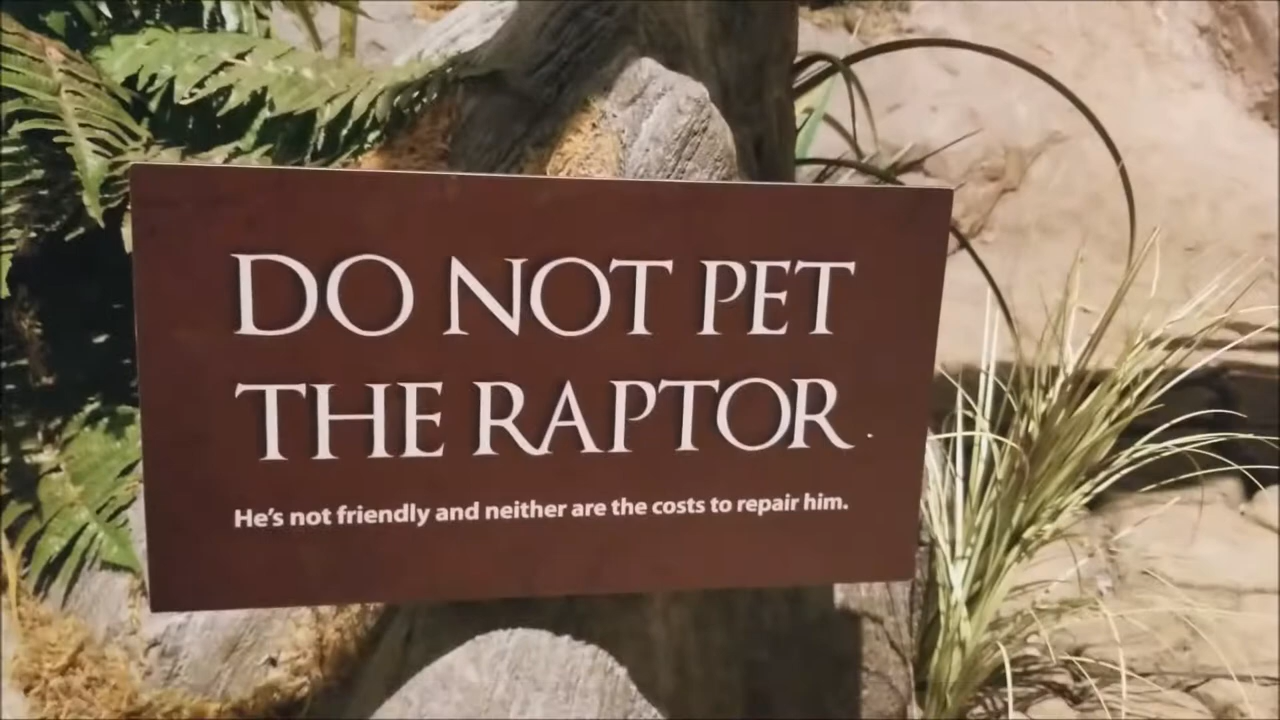 DO NOT PET
THE RAPTOR
He's not friendly and neither are the costs to repair him.